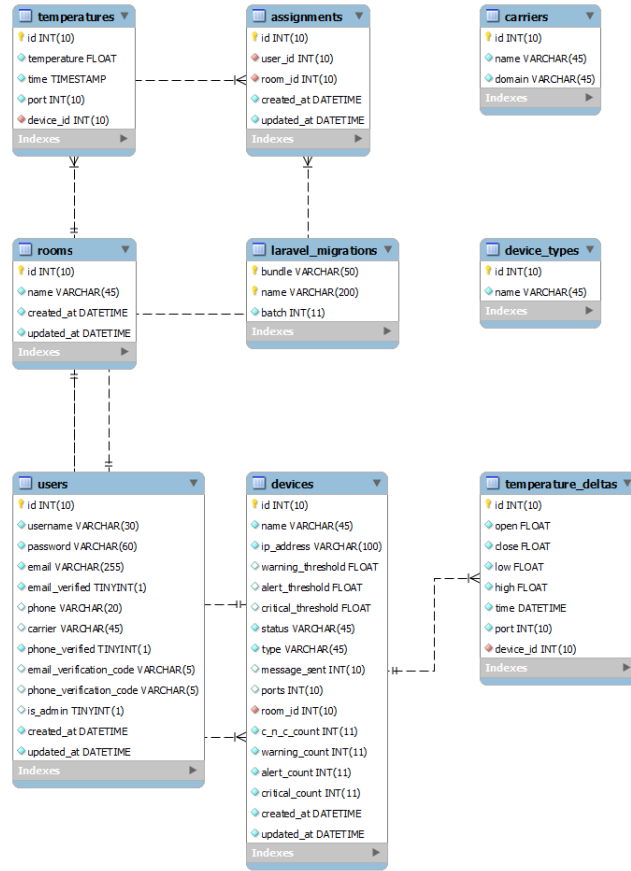 temperatures
id INT(10)
temperature FLOAT
time TIMESTAMP
port INT(10)
device_id INT(10)
Indexes
assignments
id INT(10)
user_id INT(10)
room_id INT(10)
created_at DATETIME
updated_at DATETIME
Indexes
carriers
id INT(10)
name VARCHAR(45)
domain VARCHAR(45)
Indexes
rooms
id INT(10)
name VARCHAR(45)
created_at DATETIME
updated_at DATETIME
Indexes
laravel_migrations
bundle VARCHAR(50)
name VARCHAR(200)
batch INT(11)
Indexes
device_types
id INT(10)
name VARCHAR(45)
Indexes
users
id INT(10)
username VARCHAR(30)
password VARCHAR(60)
email VARCHAR(255)
email_verified TINYINT(1)
phone VARCHAR(20)
carrier VARCHAR(45)
phone_verified TINYINT(1)
email_verification_code VARCHAR(5)
phone_verification_code VARCHAR(5)
is_admin TINYINT(1)
created_at DATETIME
updated_at DATETIME
Indexes
devices
id INT(10)
name VARCHAR(45)
ip_address VARCHAR(100)
warning_threshold FLOAT
alert_threshold FLOAT
critical_threshold FLOAT
status VARCHAR(45)
type VARCHAR(45)
message_sent INT(10)
ports INT(10)
room_id INT(10)
c_n_c_count INT(11)
warning_count INT(11)
alert_count INT(11)
critical_count INT(11)
created_at DATETIME
updated_at DATETIME
Indexes
temperature_deltas
id INT(10)
open FLOAT
close FLOAT
low FLOAT
high FLOAT
time DATETIME
port INT(10)
device_id INT(10)
Indexes